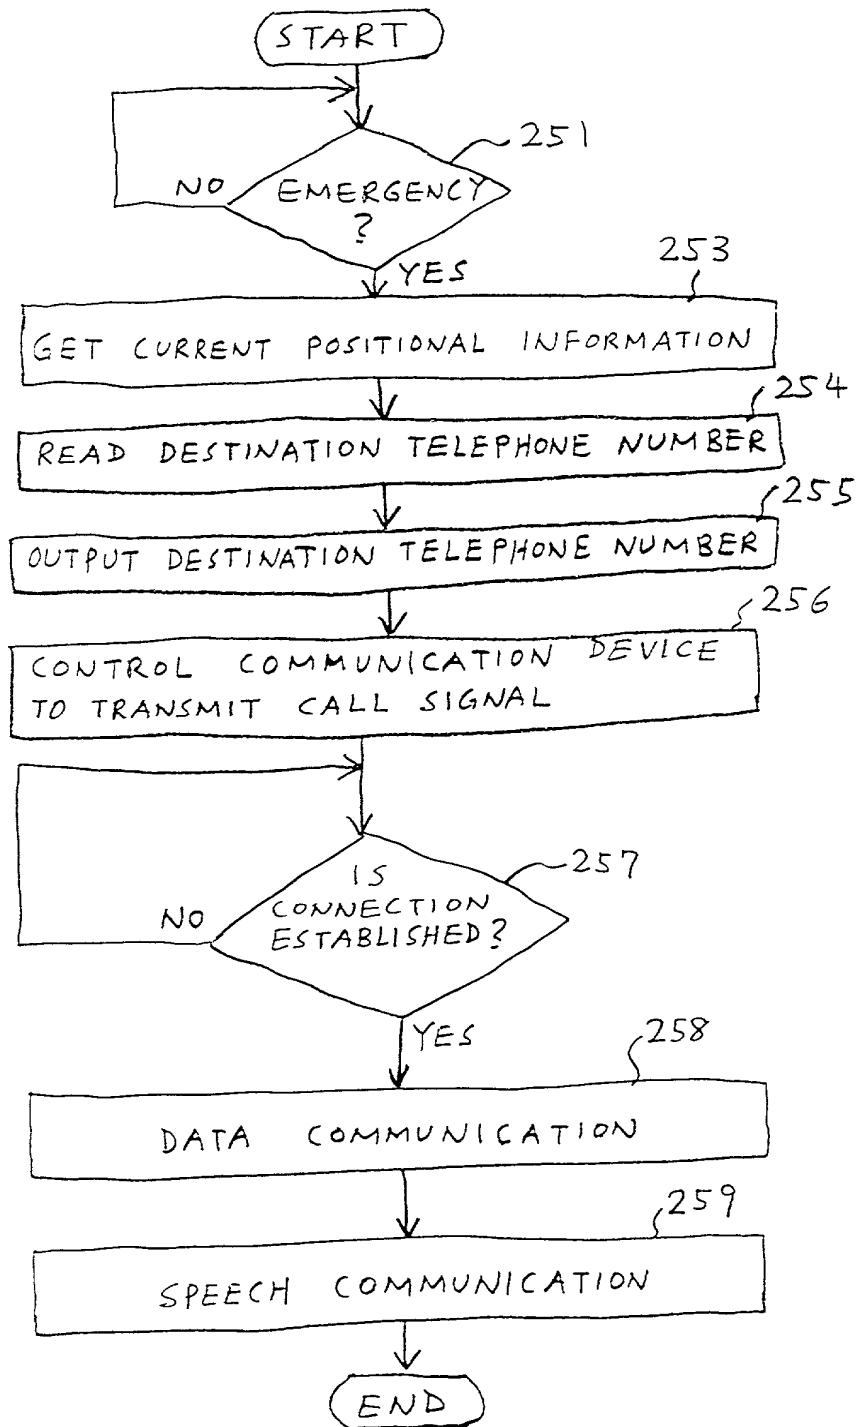 START
251
EMERGENCY
?
NO
YES
253
GET CURRENT POSITIONAL INFORMATION
254
READ DESTINATION TELEPHONE NUMBER
255
OUTPUT DESTINATION TELEPHONE NUMBER
256
CONTROL COMMUNICATION DEVICE
TO TRANSMIT CALL SIGNAL
257
IS
CONNECTION
ESTABLISHED?
NO
YES
258
DATA COMMUNICATION
259
SPEECH COMMUNICATION
END